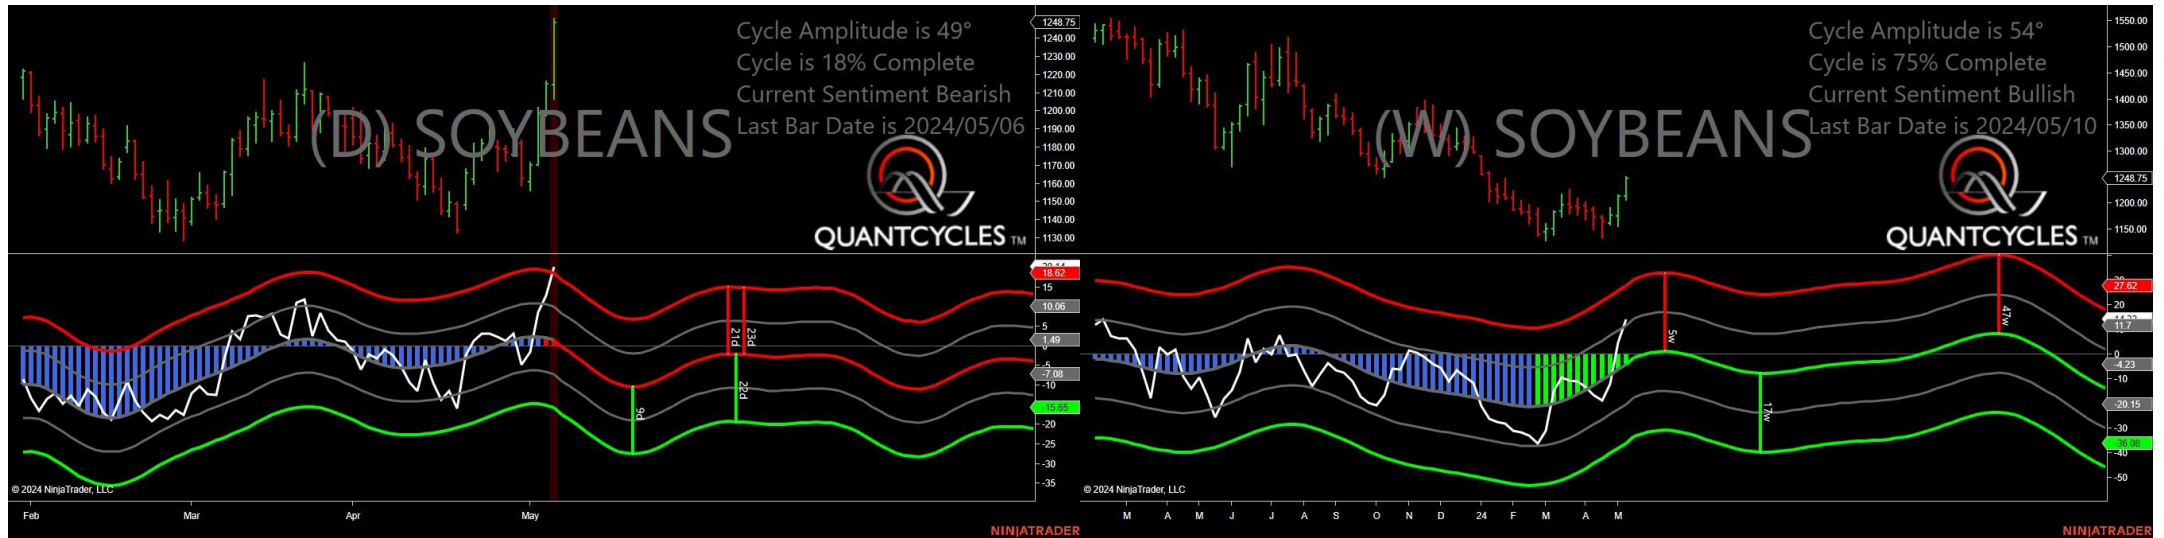 Cycle Amplitude is 49°
Cycle is 18% Complete
Current Sentiment Bearish
Last Bar Date is 2024/05/06
(D) SOYBEANS
QUANTCYCLES TM
1248.75
1240.00
1230.00
1220.00
1210.00
1200.00
1190.00
1180.00
1170.00
1160.00
1150.00
1140.00
1130.00
18.62
15
10.06
5
1.49
-5
-7.08
-10
-15.65
-20
-25
-30
-35
9d
21d
23d
22d
© 2024 NinjaTrader, LLC
Feb
Mar
Apr
May
NINJATRADER
Cycle Amplitude is 54°
Cycle is 75% Complete
Current Sentiment Bullish
Last Bar Date is 2024/05/10
(W) SOYBEANS
QUANTCYCLES TM
1550.00
1500.00
1450.00
1400.00
1350.00
1300.00
1248.75
1200.00
1150.00
27.62
20
11.7
0
-4.23
-10
-20.15
-30
-36.08
-40
-50
5w
17w
47w
© 2024 NinjaTrader, LLC
M
A
M
J
J
A
S
O
N
D
24
F
M
A
M
NINJATRADER